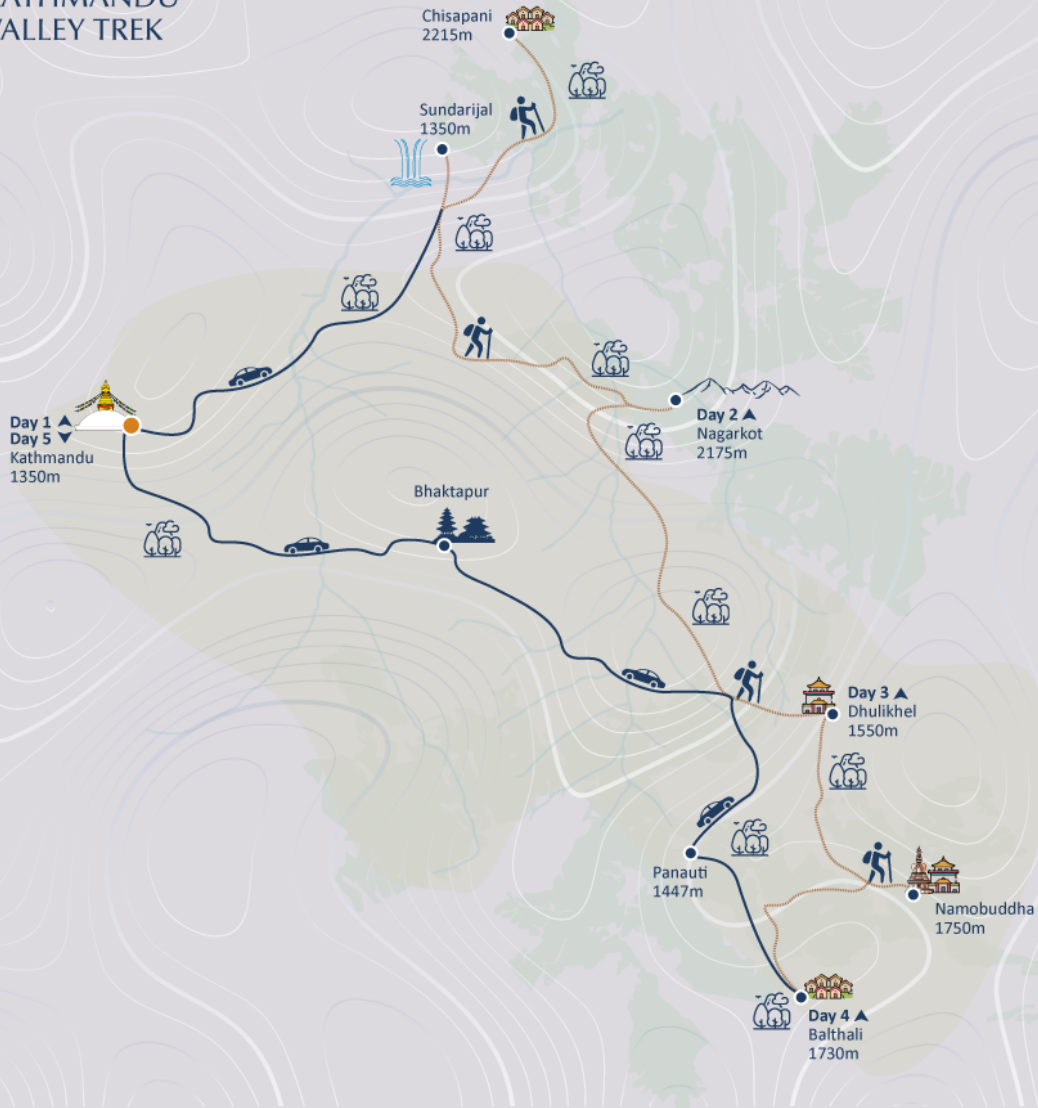 VALLEY TREK
Chisapani
2215m
Sundarijal
1350m
Day 1
Day 5
Kathmandu
1350m
Day 2
Nagarkot
2175m
Bhaktapur
Day 3
Dhulikhel
1550m
Panauti
1447m
Namobuddha
1750m
Day 4
Balthali
1730m